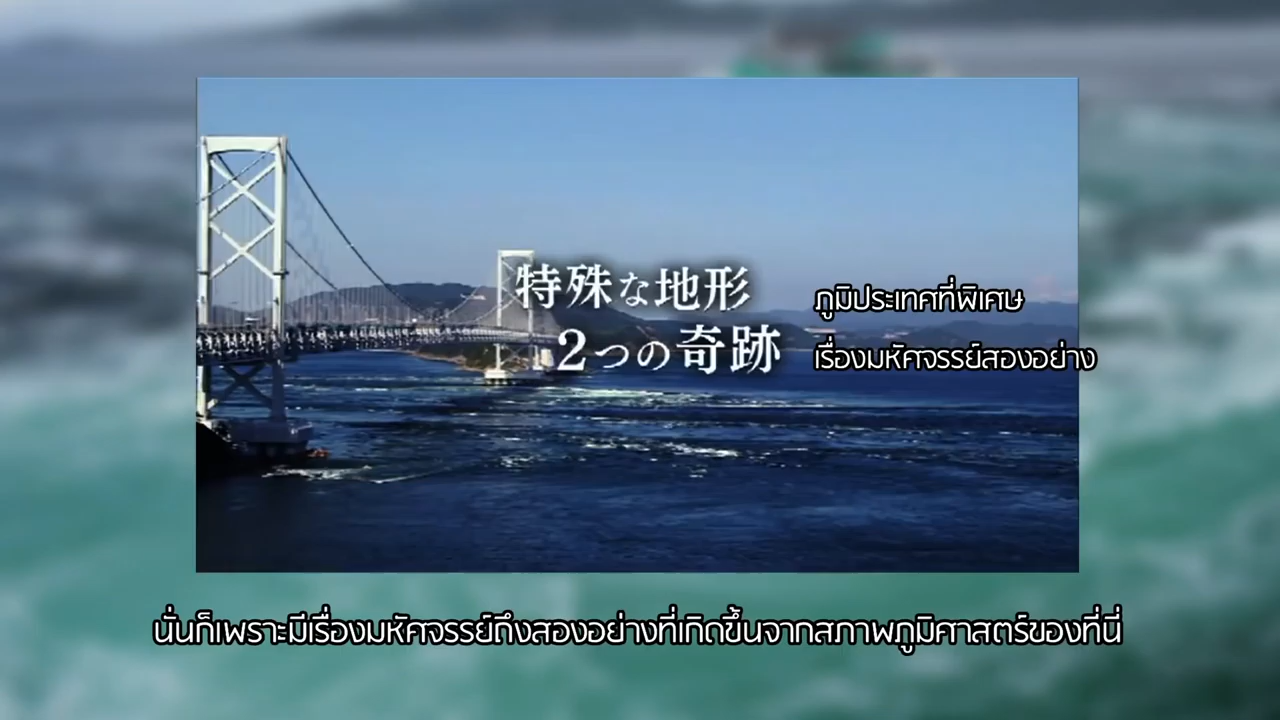 特殊な地形
2つの奇跡
ภูมิประเทศที่พิเศษ
เรื่องมหัศจรรย์สองอย่าง
นั่นก็เพราะมีเรื่องมหัศจรรย์ถึงสองอย่างที่เกิดขึ้นจากสภาพภูมิศาสตร์ของที่นี่